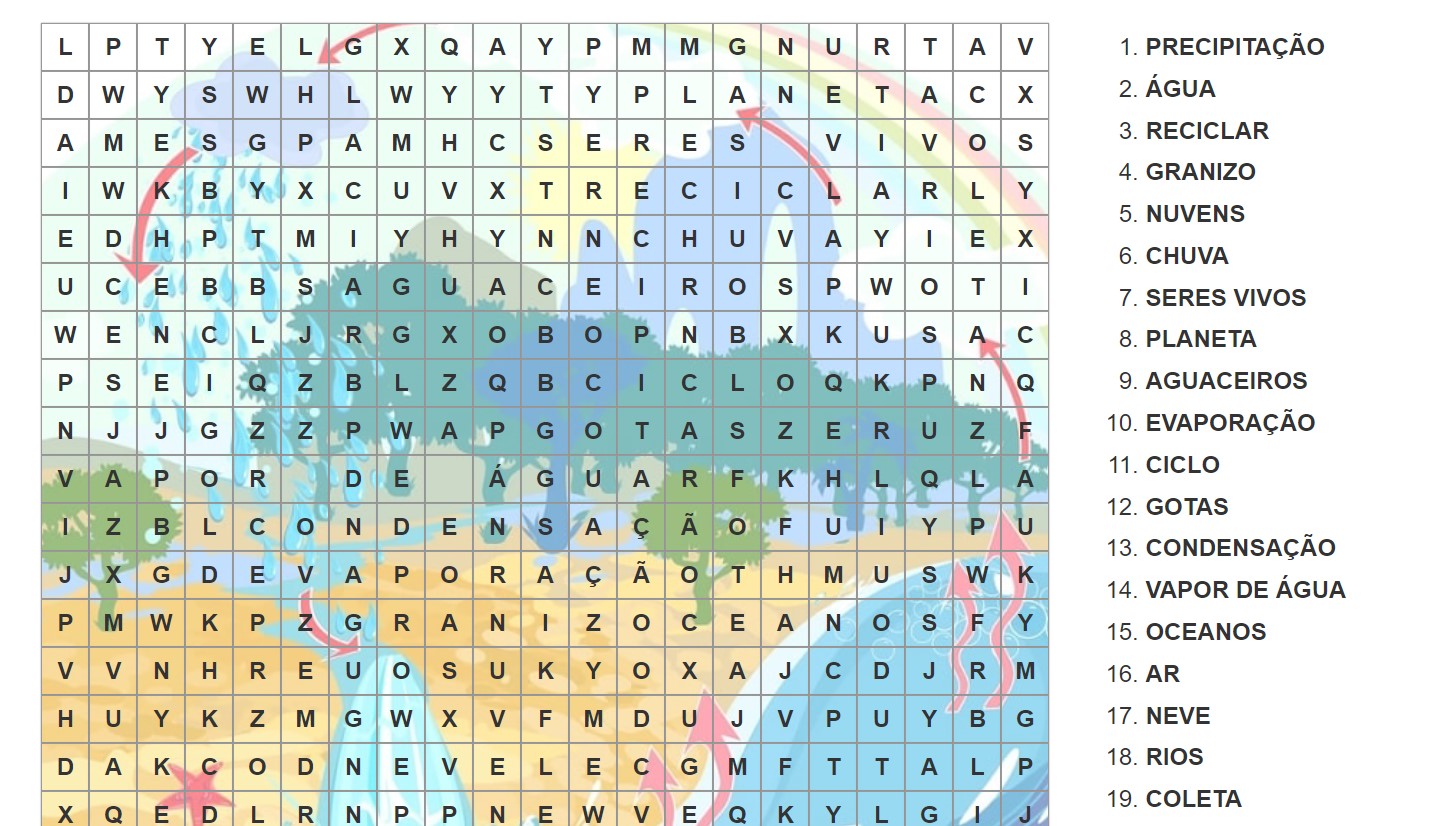 L P T Y E L G X Q A Y P M M G N U R T A V
D W Y S W H L W Y Y T Y P L A N E T A C X
A M E S G P A M H C S E R E S V I V O S
I W K B Y X C U V X T R E C I C L A R L Y
E D H P T M I Y H Y N N C H U V A Y I E X
U C E B B S A G U A C E I R O S P W O T I
W E N C L J R G X O B O P N B X K U S A C
P S E I Q Z B L Z Q B C I C L O Q K P N Q
N J J G Z Z P W A P G O T A S Z E R U Z F
V A P O R D E Á G U A R F K H L Q L A
I Z B L C O N D E N S A Ç Ã O F U I Y P U
J X G D E V A P O R A Ç Ã O T H M U S W K
P M W K P Z G R A N I Z O C E A N O S F Y
V V N H R E U O S U K Y O X A J C D J R M
H U Y K Z M G W X V F M D U J V P U Y B G
D A K C O D N E V E L E C G M F T T A L P
X Q E D L R N P P N E W V E Q K Y L G I J
1. PRECIPITAÇÃO
2. ÁGUA
3. RECICLAR
4. GRANIZO
5. NUVENS
6. CHUVA
7. SERES VIVOS
8. PLANETA
9. AGUACEIROS
10. EVAPORAÇÃO
11. CICLO
12. GOTAS
13. CONDENSAÇÃO
14. VAPOR DE ÁGUA
15. OCEANOS
16. AR
17. NEVE
18. RIOS
19. COLETA